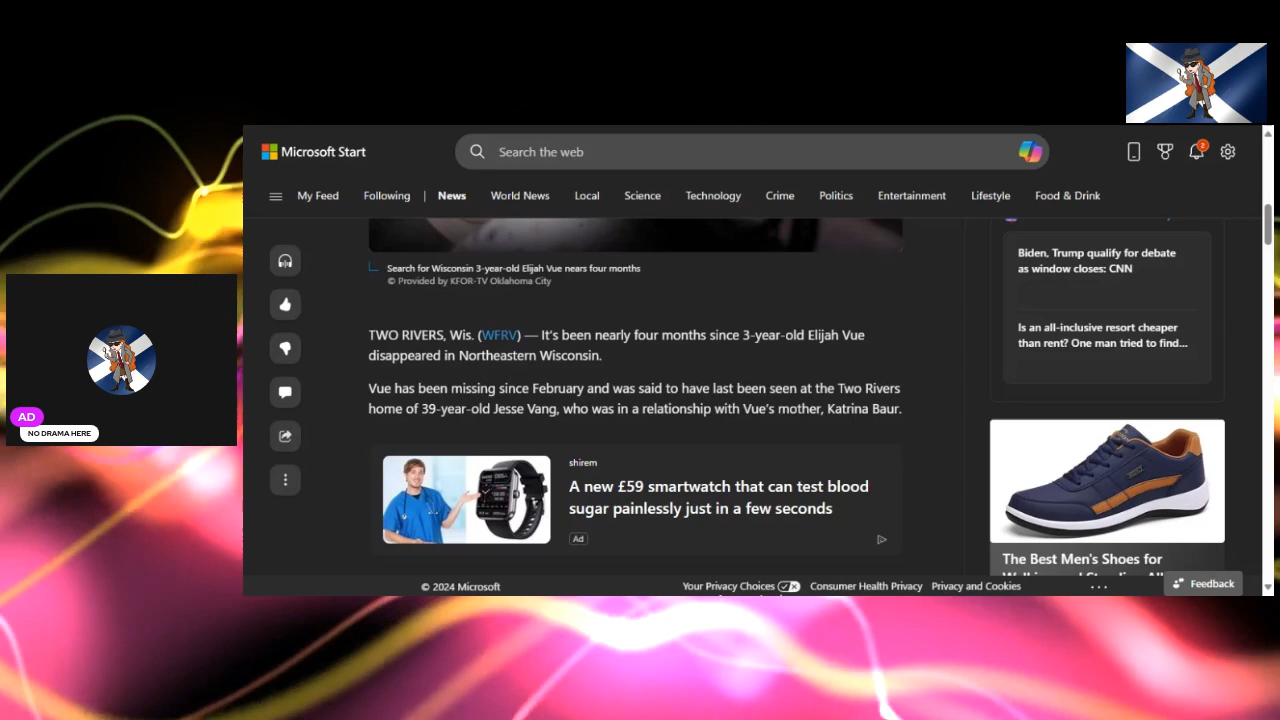 Microsoft Start
Search the web
2
My Feed
Following
News
World News
Local
Science
Technology
Crime
Politics
Entertainment
Lifestyle
Food & Drink
Search for Wisconsin 3-year-old Elijah Vue nears four months
© Provided by KFOR-TV Oklahoma City
TWO RIVERS, Wis. (WFRV) — It's been nearly four months since 3-year-old Elijah Vue
disappeared in Northeastern Wisconsin.
Vue has been missing since February and was said to have last been seen at the Two Rivers
home of 39-year-old Jesse Vang, who was in a relationship with Vue's mother, Katrina Baur.
shirem
A new £59 smartwatch that can test blood
sugar painlessly just in a few seconds
Ad
Biden, Trump qualify for debate
as window closes: CNN
Is an all-inclusive resort cheaper
than rent? One man tried to find...
The Best Men's Shoes for
AD
NO DRAMA HERE
© 2024 Microsoft
Your Privacy Choices
Consumer Health Privacy
Privacy and Cookies
...
Feedback